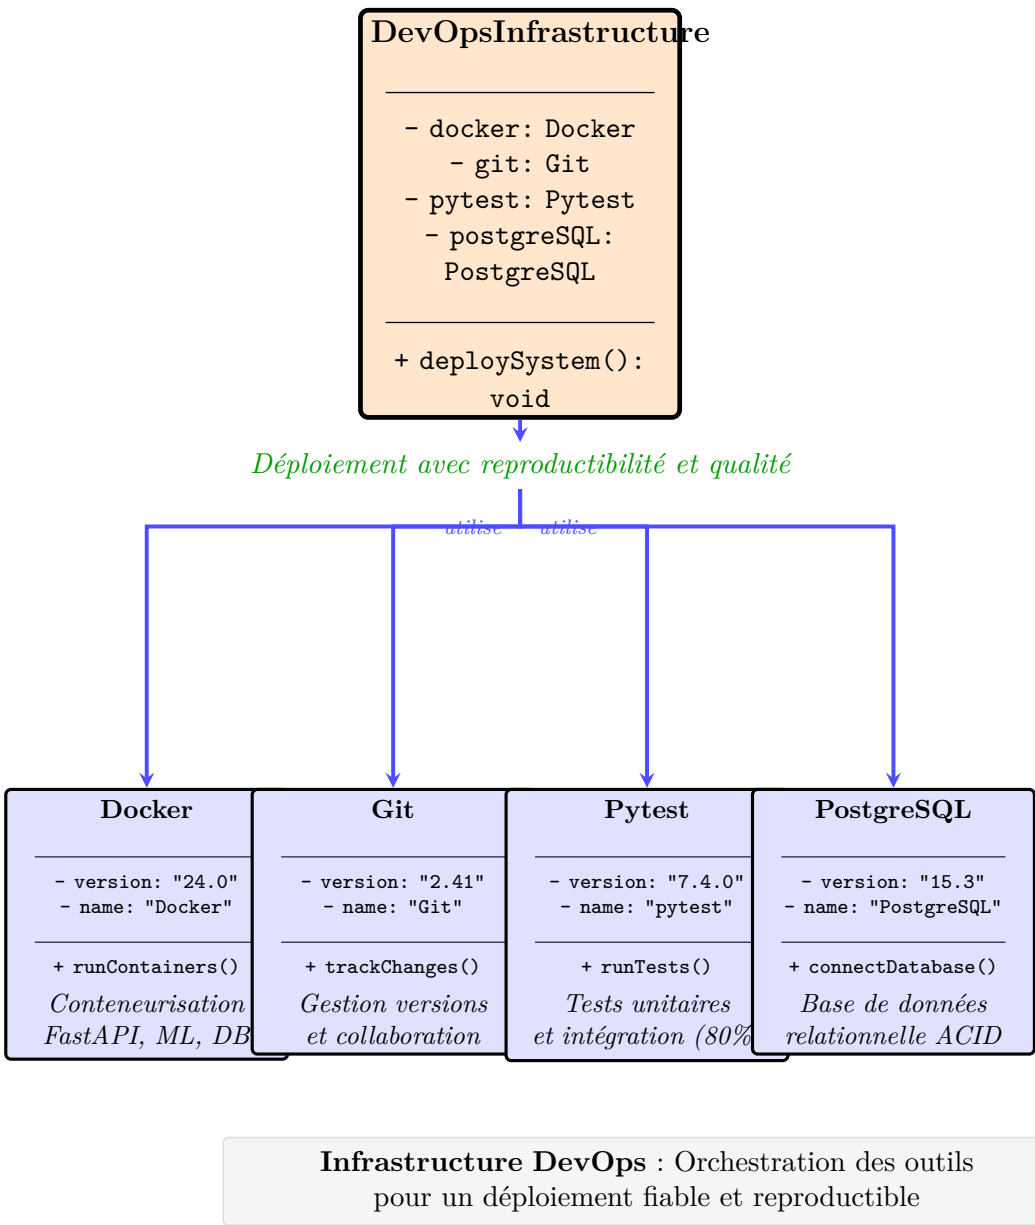 DevOpsInfrastructure
- docker: Docker
- git: Git
- pytest: Pytest
- postgreSQL:
PostgreSQL
+ deploySystem():
void
Déploiement avec reproductibilité et qualité
utilise utilise
Docker
- version: "24.0"
- name: "Docker"
+ runContainers()
Conteneurisation
FastAPI, ML, DB
Git
- version: "2.41"
- name: "Git"
+ trackChanges()
Gestion versions
et collaboration
Pytest
- version: "7.4.0"
- name: "pytest"
+ runTests()
Tests unitaires
et intégration (80%
PostgreSQL
- version: "15.3"
- name: "PostgreSQL"
+ connectDatabase()
Base de données
relationnelle ACID
Infrastructure DevOps : Orchestration des outils
pour un déploiement fiable et reproductible